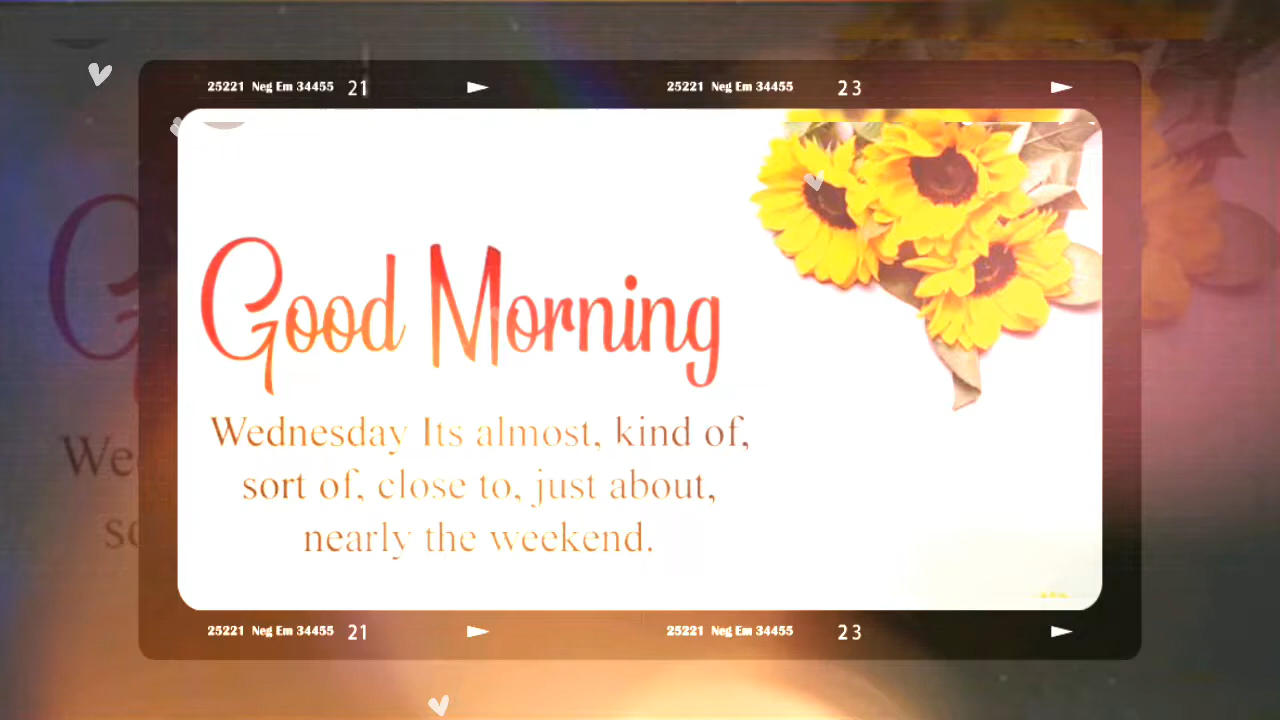 25221 Neg Em 34455 21 25221 Neg Em 34455 23
Good Morning
Wednesday Its almost, kind of,
sort of, close to, just about,
nearly the weekend.
25221 Neg Em 34455 21 25221 Neg Em 34455 23